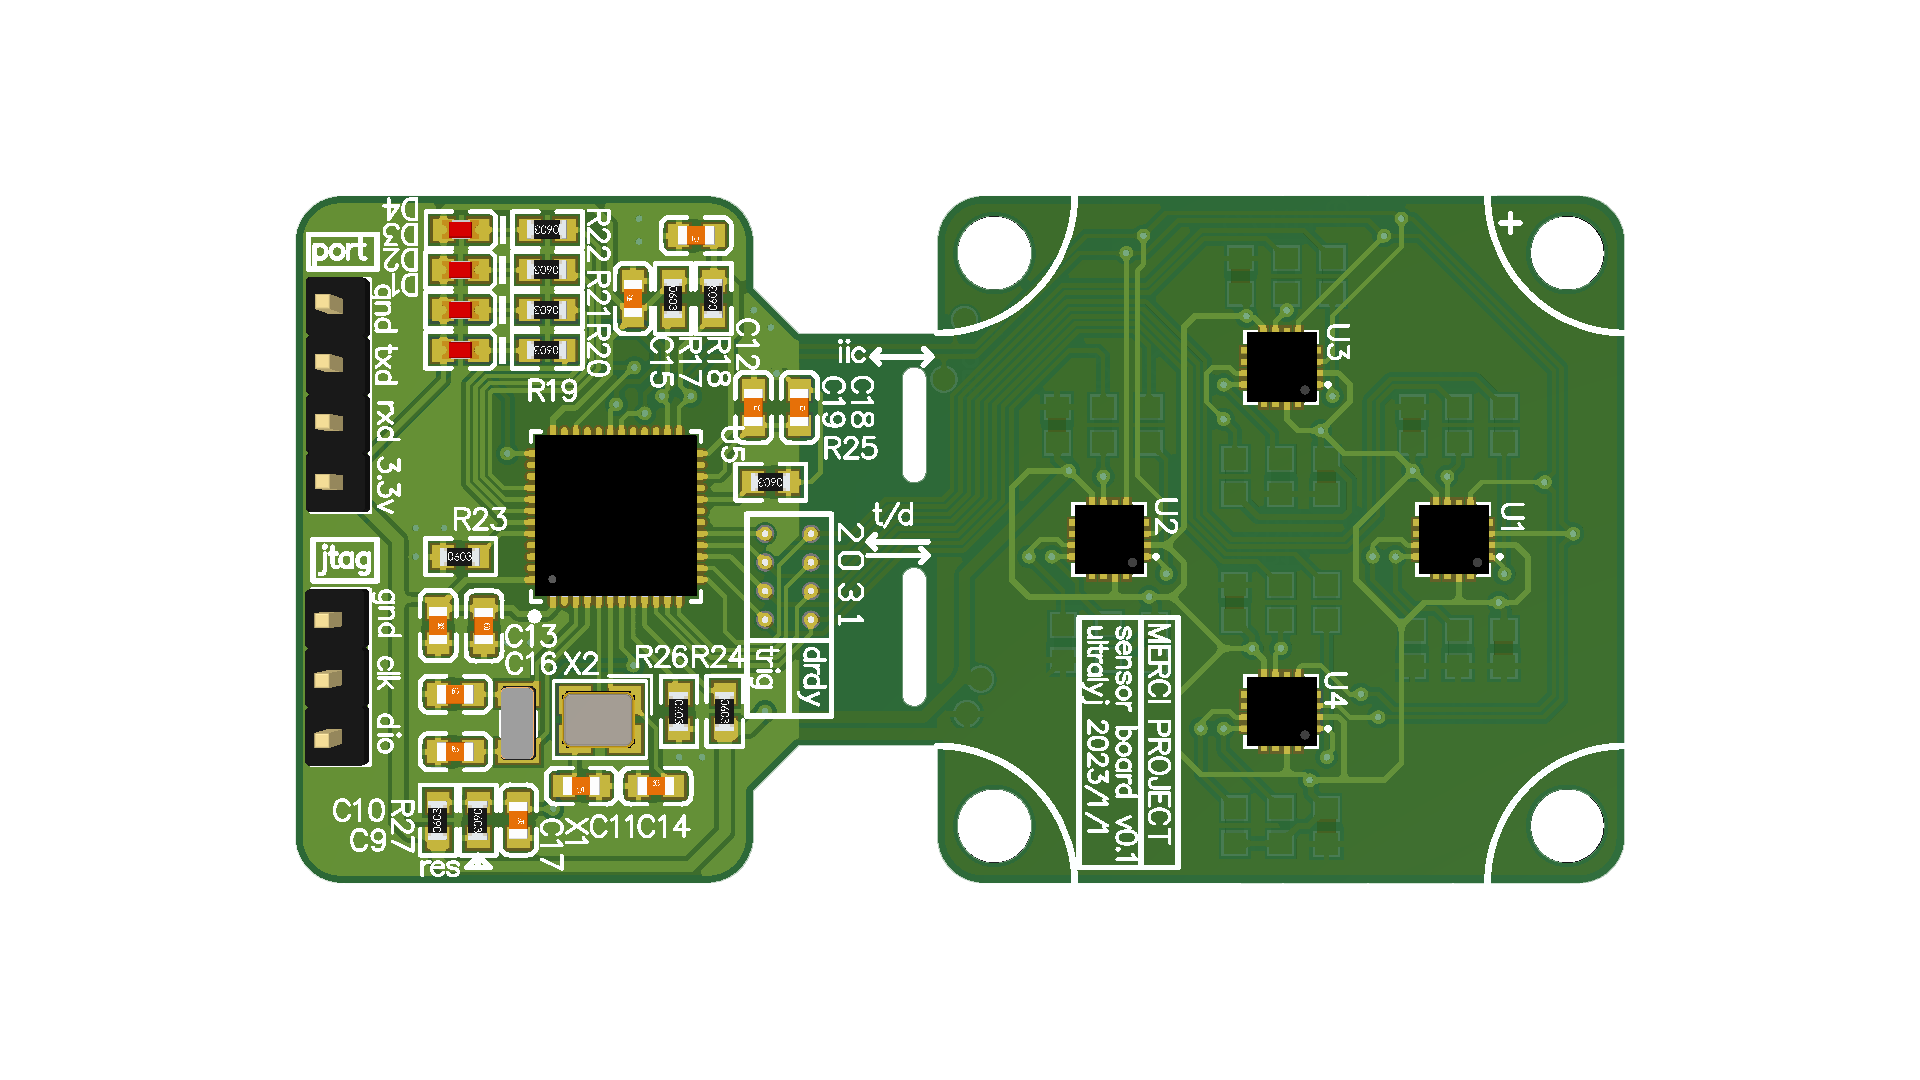 D4
D3
D2
D1
port
gnd txd rxd 3.3v
R22
R21
R20
R19
C15
R17
R18
C12
C19
C18
R25
U5
iic
t/d
2 0 3 1
trig
drdy
R23
jtag
gnd clk dio
C13
C16
X2
R26
R24
C10
C9
R27
res
C17
X1
C11
C14
+
U3
U2
U1
U4
MERCI PROJECT
sensor board v0.1
ultralyj 2023/1/1
0603
0603
0603
0603
0603
0603
0603
0603
0603
0603
0603
0603